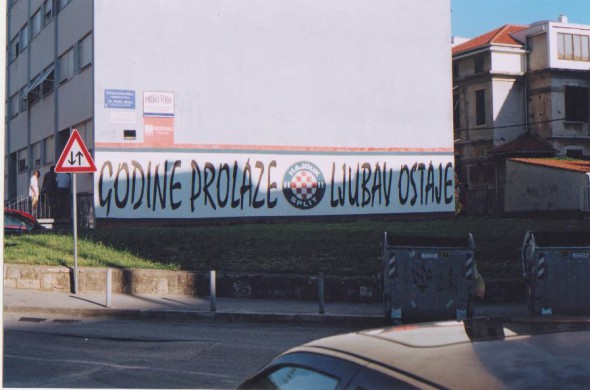 GODINE PROLAZE HAJDUK SPLIT LJUBAV OSTAJE